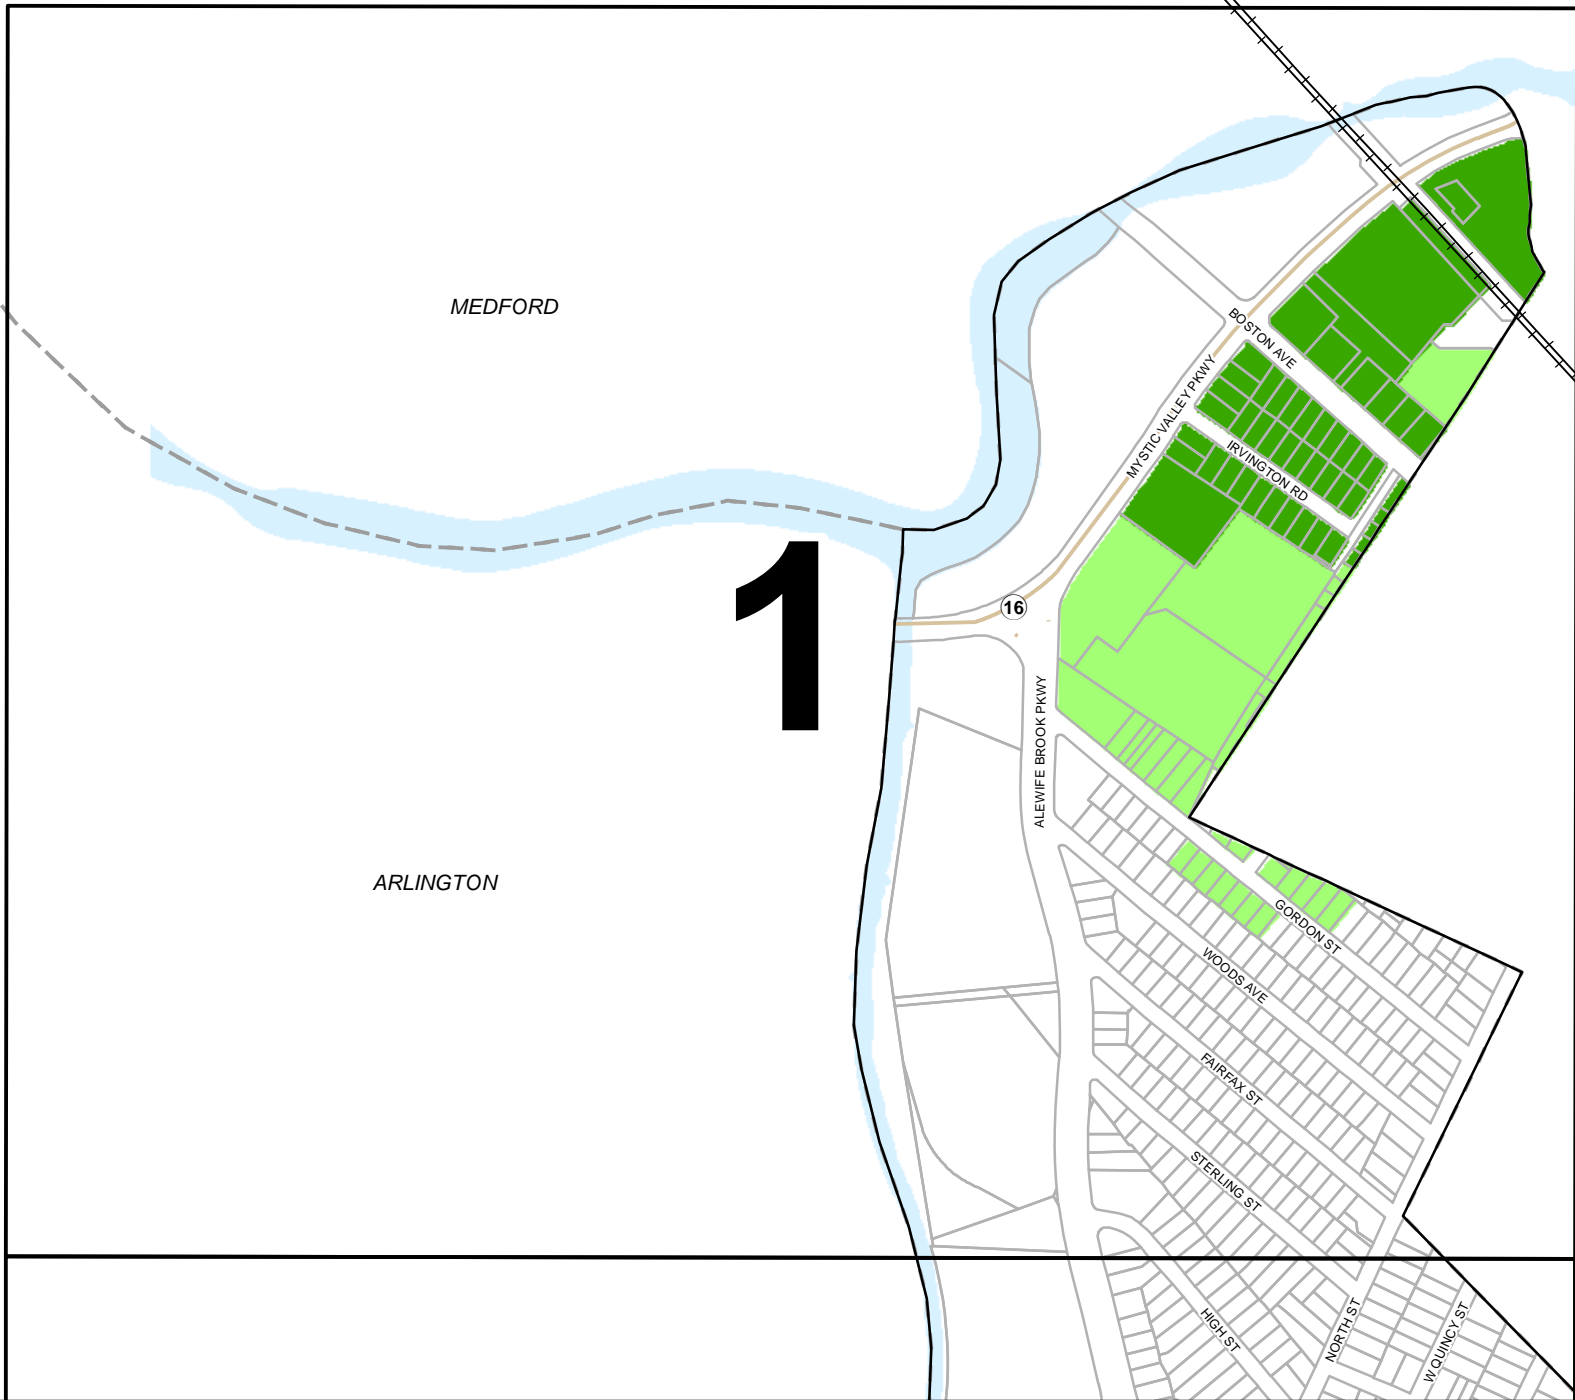 MEDFORD
BOSTON AVE
MYSTIC VALLEY PKWY
IRVINGTON RD
1
16
ALEWIFE BROOK PKWY
ARLINGTON
GORDON ST
WOODS AVE
FAIRFAX ST
STERLING ST
HIGH ST
NORTH ST
W QUINCY ST